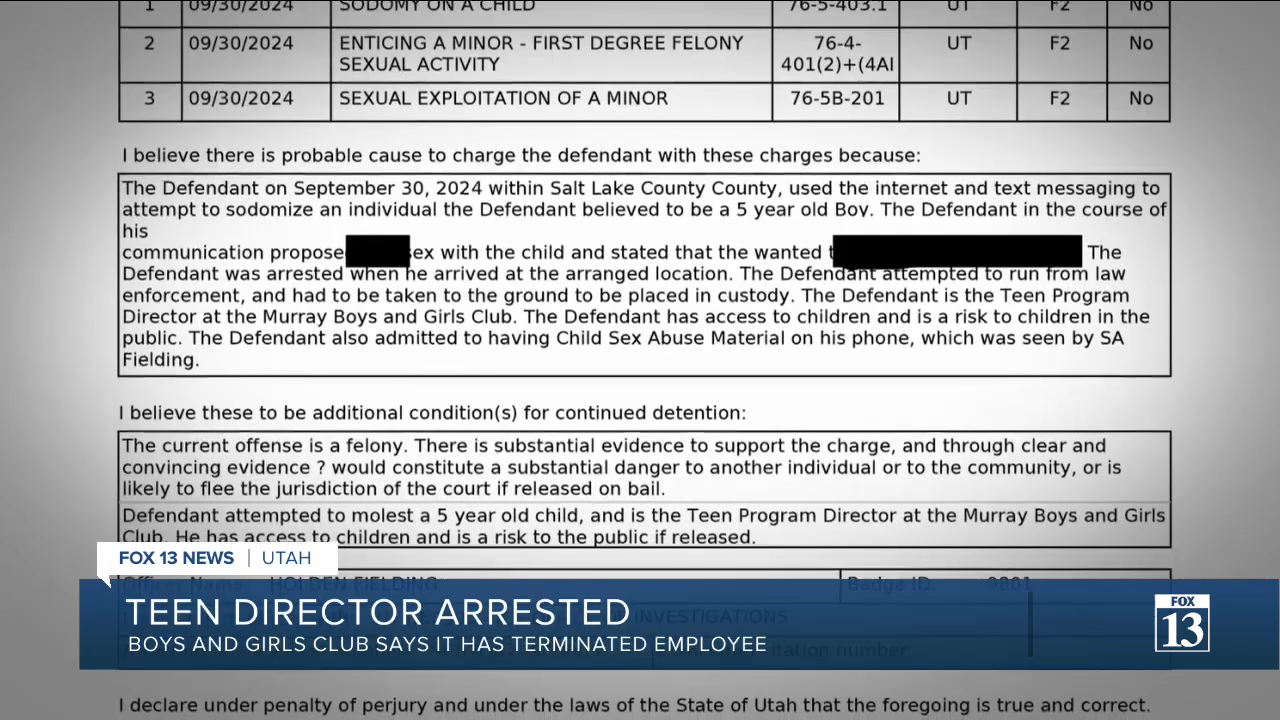 1 09/30/2024 SODOMY ON A CHILD 76-5-403.1 UT F2 No
2 09/30/2024 ENTICING A MINOR - FIRST DEGREE FELONY 76-4- UT F2 No
SEXUAL ACTIVITY 401(2)+(4AI
3 09/30/2024 SEXUAL EXPLOITATION OF A MINOR 76-5B-201 UT F2 No
I believe there is probable cause to charge the defendant with these charges because:
The Defendant on September 30, 2024 within Salt Lake County County, used the internet and text messaging to
attempt to sodomize an individual the Defendant believed to be a 5 year old Boy. The Defendant in the course of
his
communication propose ex with the child and stated that the wanted t The
Defendant was arrested when he arrived at the arranged location. The Defendant attempted to run from law
enforcement, and had to be taken to the ground to be placed in custody. The Defendant is the Teen Program
Director at the Murray Boys and Girls Club. The Defendant has access to children and is a risk to children in the
public. The Defendant also admitted to having Child Sex Abuse Material on his phone, which was seen by SA
Fielding.
I believe these to be additional condition(s) for continued detention:
The current offense is a felony. There is substantial evidence to support the charge, and through clear and
convincing evidence ? would constitute a substantial danger to another individual or to the community, or is
likely to flee the jurisdiction of the court if released on bail.
Defendant attempted to molest a 5 year old child, and is the Teen Program Director at the Murray Boys and Girls
Club. He has access to children and is a risk to the public if released.
FOX 13 NEWS | UTAH
Officer Name: HOLDEN FIELDING Badge ID: 9801
TEEN DIRECTOR ARRESTED
INVESTIGATIONS
BOYS AND GIRLS CLUB SAYS IT HAS TERMINATED EMPLOYEE
number
FOX
13
I declare under penalty of perjury and under the laws of the State of Utah that the foregoing is true and correct.